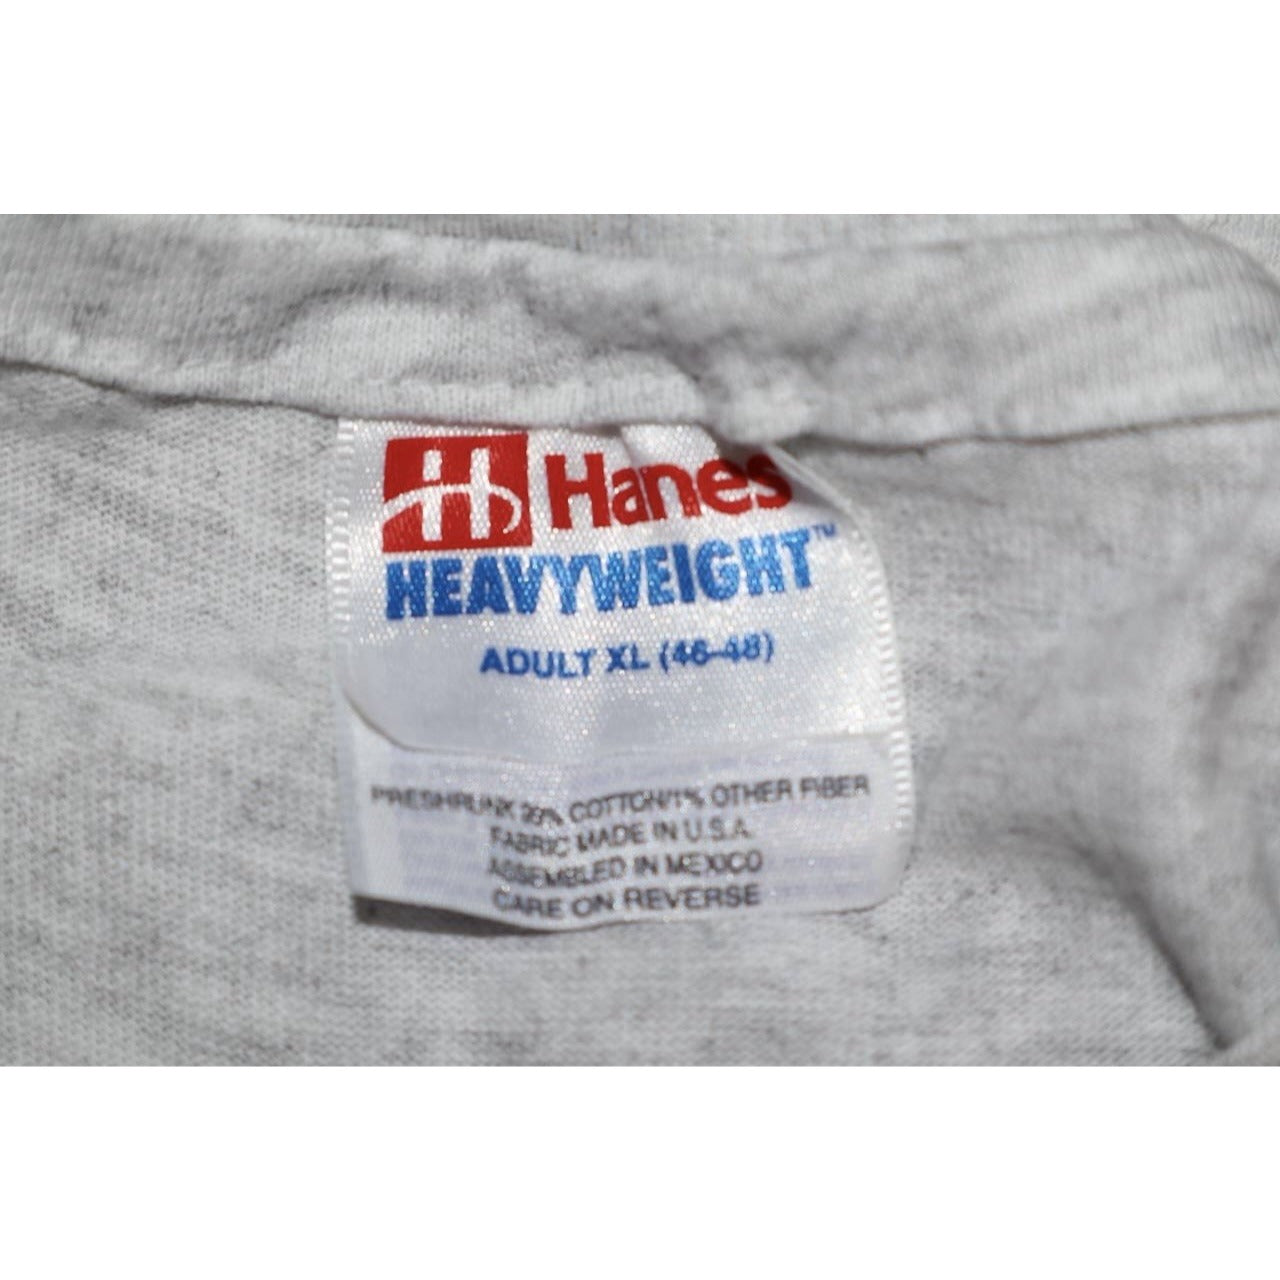 Hanes
HEAVYWEIGHT™
ADULT XL (46-48)
PRESHRUNK 99% COTTON/1% OTHER FIBER
FABRIC MADE IN U.S.A.
ASSEMBLED IN MEXICO
CARE ON REVERSE